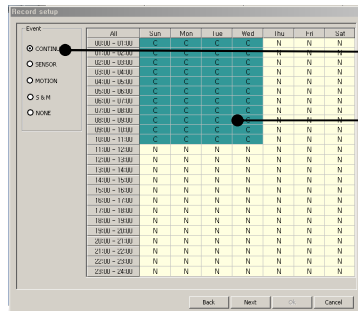 Record setup
Event
CONTINU
SENSOR
MOTION
S & M
NONE
All Sun Mon Tue Wed Thu Fri Sat
00:00 ~ 01:00 C C C C N N N
01:00 ~ 02:00 C C C C N N N
02:00 ~ 03:00 C C C C N N N
03:00 ~ 04:00 C C C C N N N
04:00 ~ 05:00 C C C C N N N
05:00 ~ 06:00 C C C C N N N
06:00 ~ 07:00 C C C C N N N
07:00 ~ 08:00 C C C C N N N
08:00 ~ 09:00 C C C C N N N
09:00 ~ 10:00 C C C C N N N
10:00 ~ 11:00 C C C C N N N
11:00 ~ 12:00 N N N N N N N
12:00 ~ 13:00 N N N N N N N
13:00 ~ 14:00 N N N N N N N
14:00 ~ 15:00 N N N N N N N
15:00 ~ 16:00 N N N N N N N
16:00 ~ 17:00 N N N N N N N
17:00 ~ 18:00 N N N N N N N
18:00 ~ 19:00 N N N N N N N
19:00 ~ 20:00 N N N N N N N
20:00 ~ 21:00 N N N N N N N
21:00 ~ 22:00 N N N N N N N
22:00 ~ 23:00 N N N N N N N
23:00 ~ 24:00 N N N N N N N
Back Next Ok Cancel